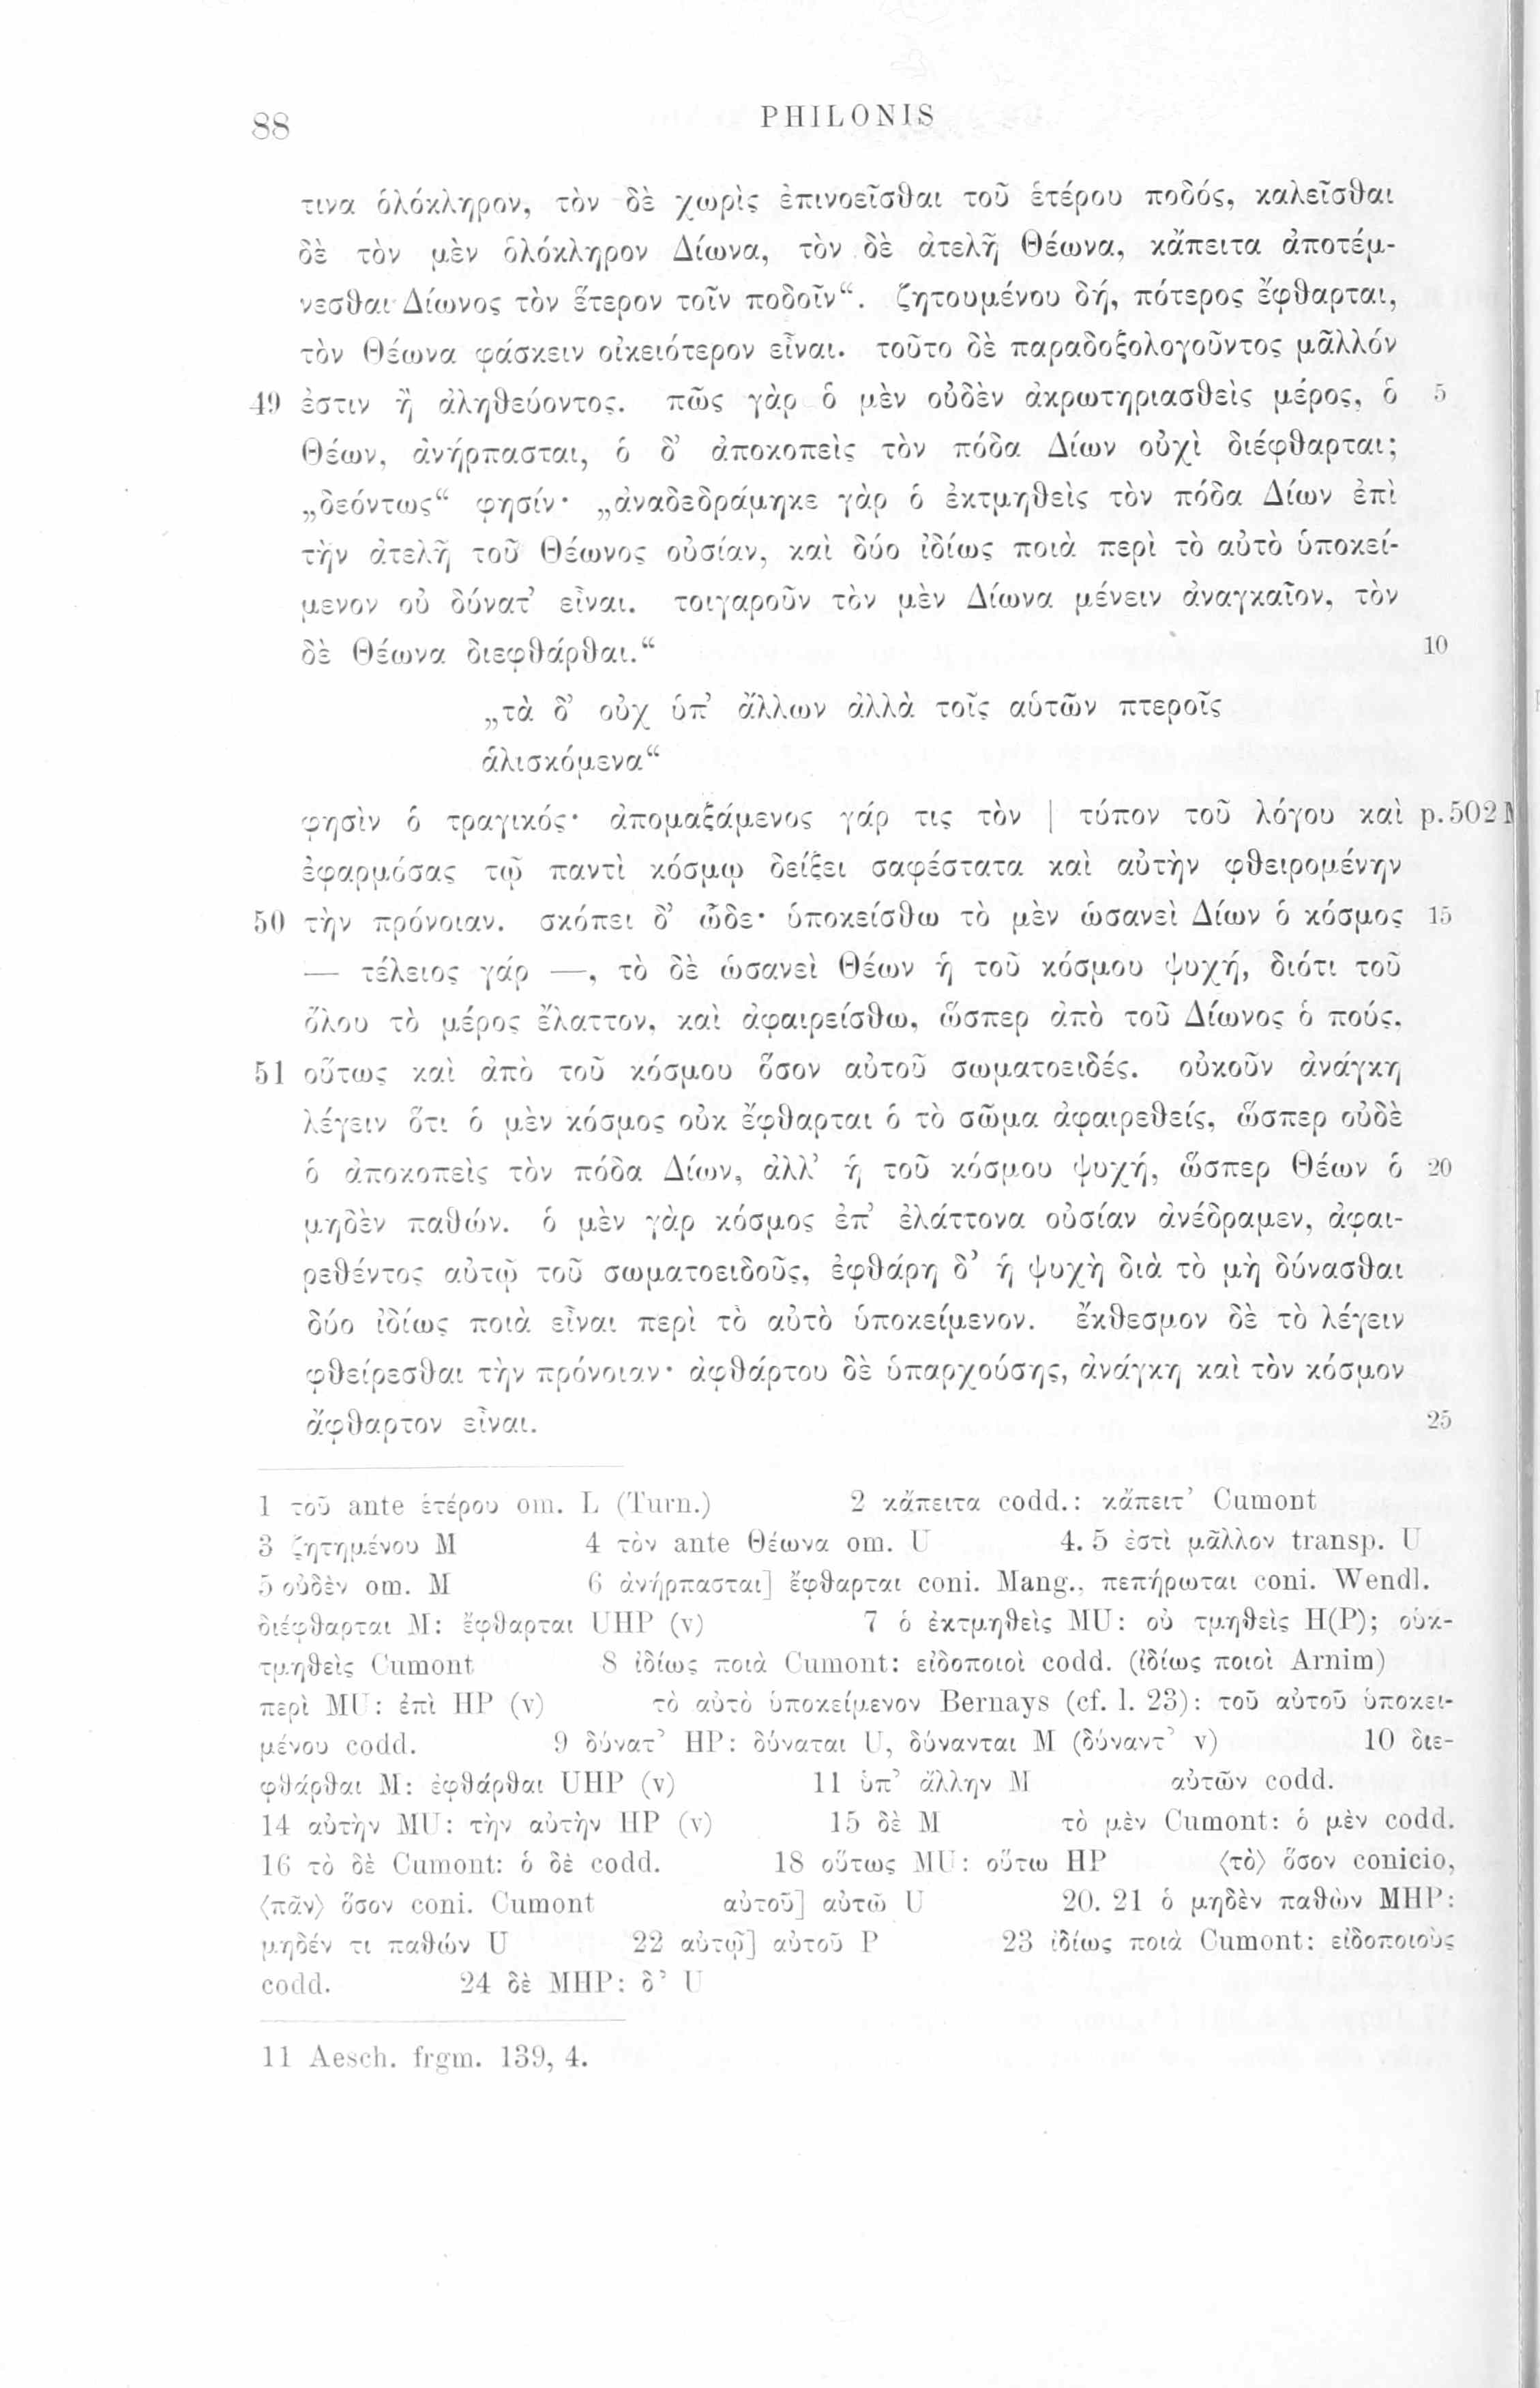 88
PHILONIS
τινα ὁλόκληρον, τὸν δὲ χωρὶς ἐπινοεῖσθαι τοῦ ἑτέρου ποδός, καλεῖσθαι
δὲ τὸν μὲν ὁλόκληρον Δίωνα, τὸν δὲ ἀτελῆ Θέωνα, κἄπειτα ἀποτέμ-
νεσθαι Δίωνος τὸν ἕτερον τοῖν ποδοῖν“. ζητουμένου δή, πότερος ἔφθαρται,
τὸν Θέωνα φάσκειν οἰκειότερον εἶναι. τοῦτο δὲ παραδοξολογοῦντος μᾶλλόν
49 ἐστιν ἢ ἀληθεύοντος. πῶς γὰρ ὁ μὲν οὐδὲν ἀκρωτηριασθεὶς μέρος, ὁ 5
Θέων, ἀνήρπασται, ὁ δ’ ἀποκοπεὶς τὸν πόδα Δίων οὐχὶ διέφθαρται;
„δεόντως“ φησίν· „ἀναδεδράμηκε γὰρ ὁ ἐκτμηθεὶς τὸν πόδα Δίων ἐπὶ
τὴν ἀτελῆ τοῦ Θέωνος οὐσίαν, καὶ δύο ἰδίως ποιὰ περὶ τὸ αὐτὸ ὑποκεί-
μενον οὐ δύνατ’ εἶναι. τοιγαροῦν τὸν μὲν Δίωνα μένειν ἀναγκαῖον, τὸν
δὲ Θέωνα διεφθάρθαι.“ 10
„τὰ δ’ οὐχ ὑπ’ ἄλλων ἀλλὰ τοῖς αὑτῶν πτεροῖς
ἁλισκόμενα“
φησὶν ὁ τραγικός· ἀπομαξάμενος γάρ τις τὸν | τύπον τοῦ λόγου καὶ p.502 M
ἐφαρμόσας τῷ παντὶ κόσμῳ δείξει σαφέστατα καὶ αὐτὴν φθειρομένην
50 τὴν πρόνοιαν. σκόπει δ’ ὧδε· ὑποκείσθω τὸ μὲν ὡσανεὶ Δίων ὁ κόσμος 15
— τέλειος γάρ —, τὸ δὲ ὡσανεὶ Θέων ἡ τοῦ κόσμου ψυχή, διότι τοῦ
ὅλου τὸ μέρος ἔλαττον, καὶ ἀφαιρείσθω, ὥσπερ ἀπὸ τοῦ Δίωνος ὁ πούς,
51 οὕτως καὶ ἀπὸ τοῦ κόσμου ὅσον αὐτοῦ σωματοειδές. οὐκοῦν ἀνάγκη
λέγειν ὅτι ὁ μὲν κόσμος οὐκ ἔφθαρται ὁ τὸ σῶμα ἀφαιρεθείς, ὥσπερ οὐδὲ
ὁ ἀποκοπεὶς τὸν πόδα Δίων, ἀλλ’ ἡ τοῦ κόσμου ψυχή, ὥσπερ Θέων ὁ 20
μηδὲν παθών. ὁ μὲν γὰρ κόσμος ἐπ’ ἐλάττονα οὐσίαν ἀνέδραμεν, ἀφαι-
ρεθέντος αὐτῷ τοῦ σωματοειδοῦς, ἐφθάρη δ’ ἡ ψυχὴ διὰ τὸ μὴ δύνασθαι
δύο ἰδίως ποιὰ εἶναι περὶ τὸ αὐτὸ ὑποκείμενον. ἔκθεσμον δὲ τὸ λέγειν
φθείρεσθαι τὴν πρόνοιαν· ἀφθάρτου δὲ ὑπαρχούσης, ἀνάγκη καὶ τὸν κόσμον
ἄφθαρτον εἶναι. 25
1 τοῦ ante ἑτέρου om. L (Turn.) 2 κἄπειτα codd.: κἄπειτ’ Cumont
3 ζητημένου M 4 τὸν ante Θέωνα om. U 4. 5 ἐστὶ μᾶλλον transp. U
5 οὐδὲν om. M 6 ἀνήρπασται] ἔφθαρται coni. Mang., πεπήρωται coni. Wendl.
διέφθαρται M: ἔφθαρται UHP (v) 7 ὁ ἐκτμηθεὶς MU: οὐ τμηθεὶς H(P); οὑκ-
τμηθεὶς Cumont 8 ἰδίως ποιὰ Cumont: εἰδοποιοὶ codd. (ἰδίως ποιοὶ Arnim)
περὶ MU: ἐπὶ HP (v) τὸ αὐτὸ ὑποκείμενον Bernays (cf. l. 23): τοῦ αὐτοῦ ὑποκει-
μένου codd. 9 δύνατ’ HP: δύναται U, δύνανται M (δύναντ’ v) 10 διε-
φθάρθαι M: ἐφθάρθαι UHP (v) 11 ὑπ’ ἄλλην M αὐτῶν codd.
14 αὐτὴν MU: τὴν αὐτὴν HP (v) 15 δὲ M τὸ μὲν Cumont: ὁ μὲν codd.
16 τὸ δὲ Cumont: ὁ δὲ codd. 18 οὕτως MU: οὕτω HP ⟨τὸ⟩ ὅσον conicio,
⟨πᾶν⟩ ὅσον coni. Cumont αὐτοῦ] αὐτῶ U 20. 21 ὁ μηδὲν παθὼν MHP:
μηδέν τι παθών U 22 αὐτῷ] αὐτοῦ P 23 ἰδίως ποιὰ Cumont: εἰδοποιοὺς
codd. 24 δὲ MHP: δ’ U
11 Aesch. frgm. 139, 4.